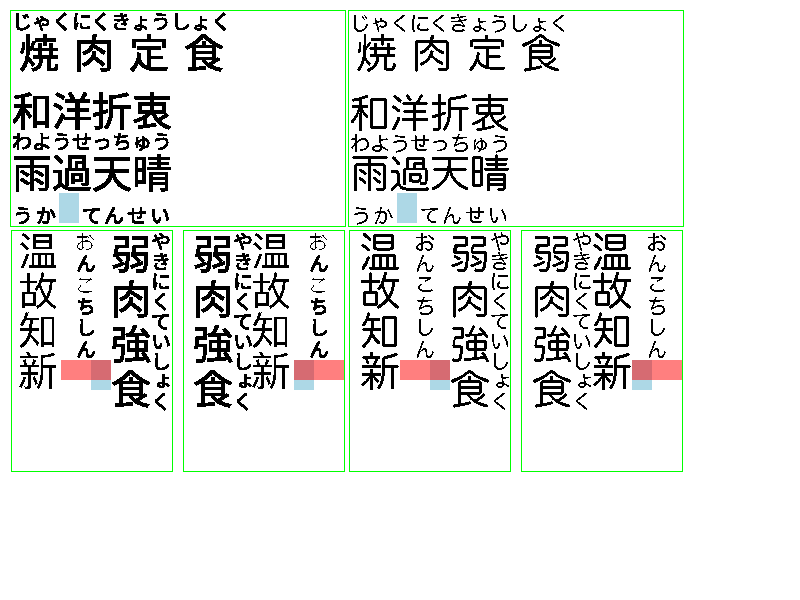 じゃくにくきょうしょく
焼肉定食
和洋折衷
わようせっちゅう
雨過天晴
うか てんせい
じゃくにくきょうしょく
焼肉定食
和洋折衷
わようせっちゅう
雨過天晴
うか てんせい
やきにくていしょく
弱肉強食
おんこちしん
温故知新
弱肉強食
やきにくていしょく
温故知新
おんこちしん
やきにくていしょく
弱肉強食
おんこちしん
温故知新
弱肉強食
やきにくていしょく
温故知新
おんこちしん